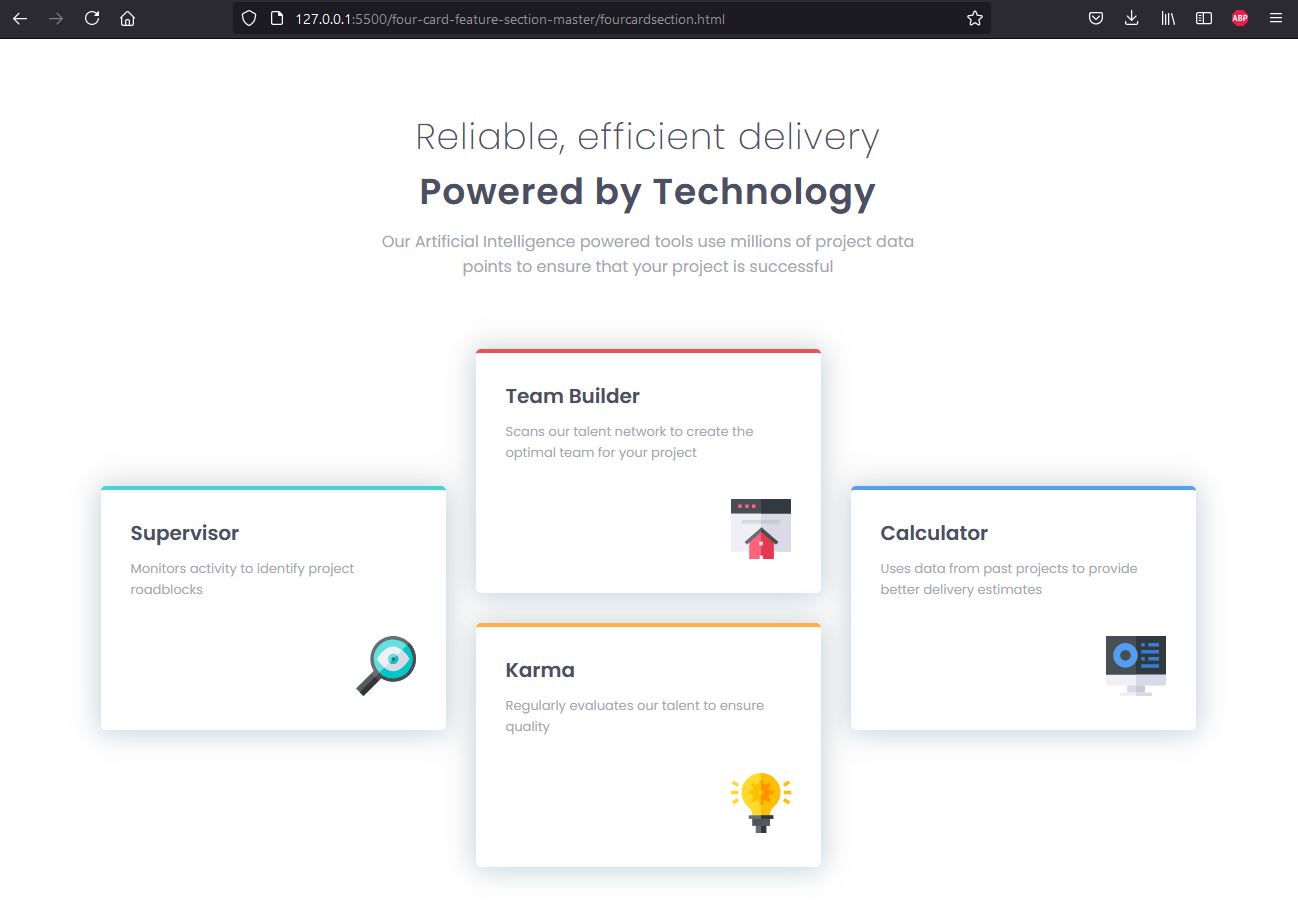 127.0.0.1:5500/four-card-feature-section-master/fourcardsection.html
ABP
Reliable, efficient delivery
Powered by Technology
Our Artificial Intelligence powered tools use millions of project data
points to ensure that your project is successful
Team Builder
Scans our talent network to create the
optimal team for your project
Supervisor
Monitors activity to identify project
roadblocks
Calculator
Uses data from past projects to provide
better delivery estimates
Karma
Regularly evaluates our talent to ensure
quality